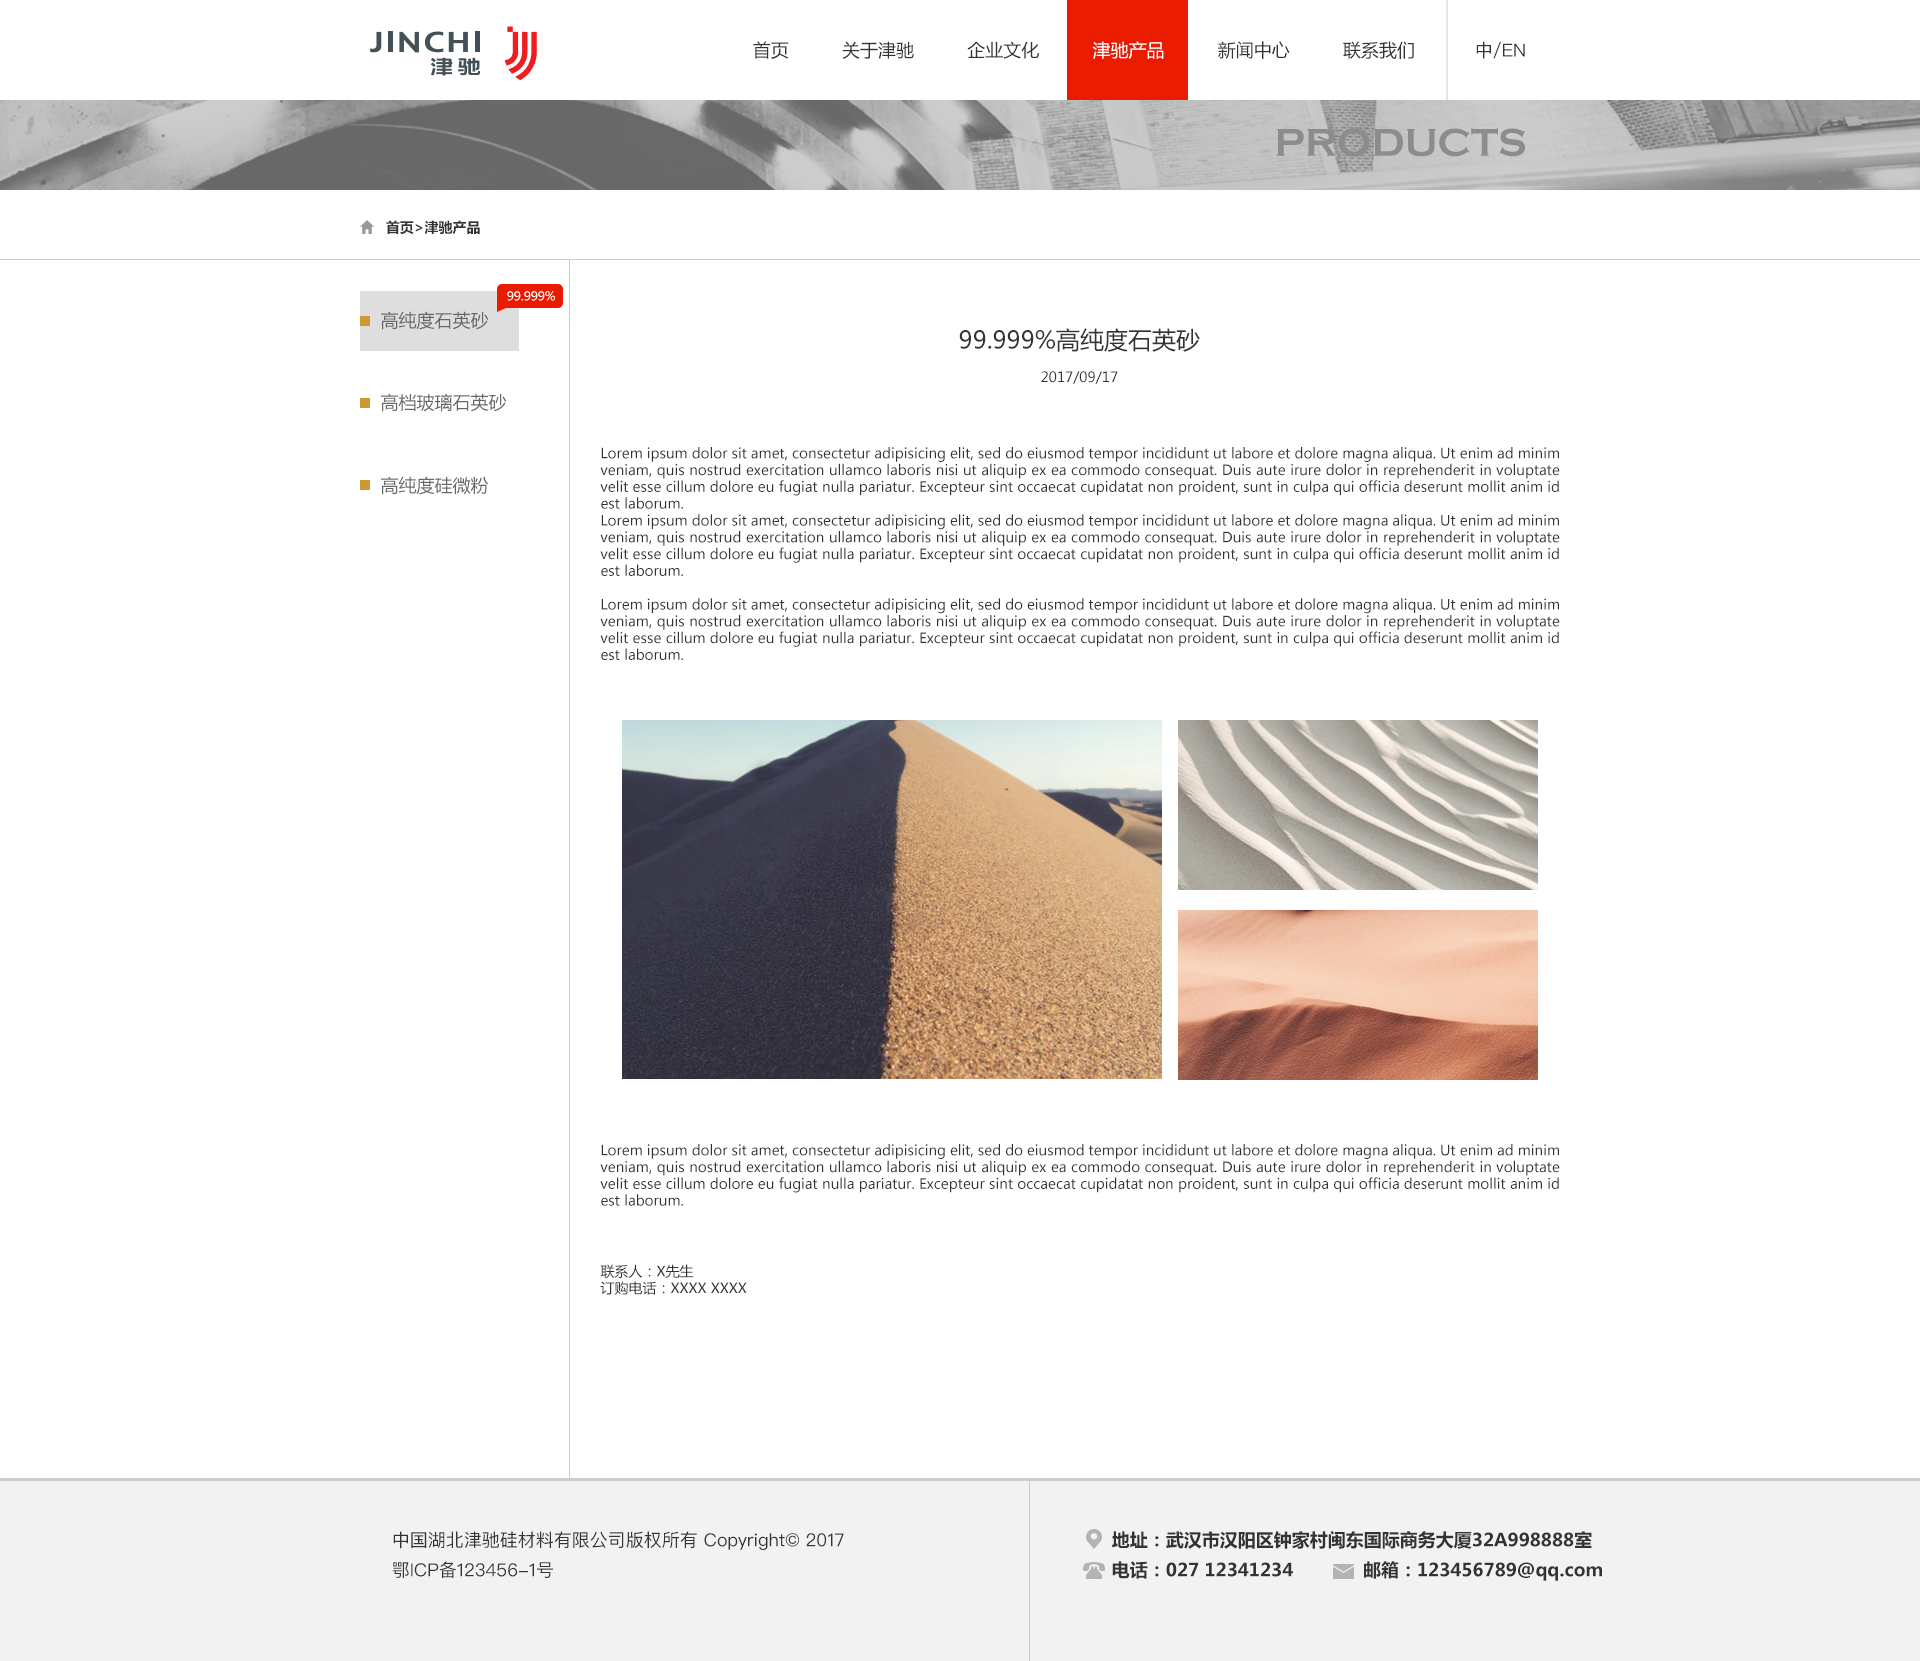 JINCHI
津驰
首页 关于津驰 企业文化 津驰产品 新闻中心 联系我们 中/EN
PRODUCTS
首页>津驰产品
99.999%
高纯度石英砂
高档玻璃石英砂
高纯度硅微粉
99.999%高纯度石英砂
2017/09/17
Lorem ipsum dolor sit amet, consectetur adipisicing elit, sed do eiusmod tempor incididunt ut labore et dolore magna aliqua. Ut enim ad minim
veniam, quis nostrud exercitation ullamco laboris nisi ut aliquip ex ea commodo consequat. Duis aute irure dolor in reprehenderit in voluptate
velit esse cillum dolore eu fugiat nulla pariatur. Excepteur sint occaecat cupidatat non proident, sunt in culpa qui officia deserunt mollit anim id
est laborum.
Lorem ipsum dolor sit amet, consectetur adipisicing elit, sed do eiusmod tempor incididunt ut labore et dolore magna aliqua. Ut enim ad minim
veniam, quis nostrud exercitation ullamco laboris nisi ut aliquip ex ea commodo consequat. Duis aute irure dolor in reprehenderit in voluptate
velit esse cillum dolore eu fugiat nulla pariatur. Excepteur sint occaecat cupidatat non proident, sunt in culpa qui officia deserunt mollit anim id
est laborum.
Lorem ipsum dolor sit amet, consectetur adipisicing elit, sed do eiusmod tempor incididunt ut labore et dolore magna aliqua. Ut enim ad minim
veniam, quis nostrud exercitation ullamco laboris nisi ut aliquip ex ea commodo consequat. Duis aute irure dolor in reprehenderit in voluptate
velit esse cillum dolore eu fugiat nulla pariatur. Excepteur sint occaecat cupidatat non proident, sunt in culpa qui officia deserunt mollit anim id
est laborum.
Lorem ipsum dolor sit amet, consectetur adipisicing elit, sed do eiusmod tempor incididunt ut labore et dolore magna aliqua. Ut enim ad minim
veniam, quis nostrud exercitation ullamco laboris nisi ut aliquip ex ea commodo consequat. Duis aute irure dolor in reprehenderit in voluptate
velit esse cillum dolore eu fugiat nulla pariatur. Excepteur sint occaecat cupidatat non proident, sunt in culpa qui officia deserunt mollit anim id
est laborum.
联系人：X先生
订购电话：XXXX XXXX
中国湖北津驰硅材料有限公司版权所有 Copyright© 2017
鄂ICP备123456-1号
地址：武汉市汉阳区钟家村闽东国际商务大厦32A998888室
电话：027 12341234 邮箱：123456789@qq.com